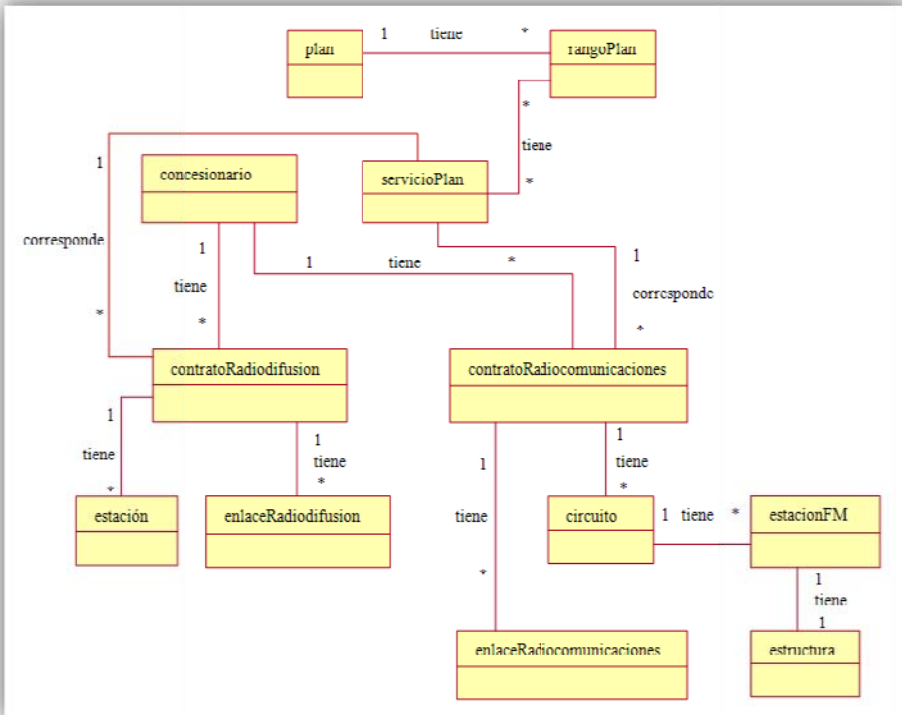 1 tiene *
plan
rangoPlan
*
tiene
*
1
concesionario
servicioPlan
corresponde
1
1 tiene *
1
tiene
corresponde
*
*
*
contratoRadiodifusion
contratoRadiocomunicaciones
1
1
1
tiene
tiene
1
tiene
*
*
*
estación
enlaceRadiodifusion
tiene
circuito
1 tiene *
estacionFM
*
1
tiene
1
enlaceRadiocomunicaciones
estructura